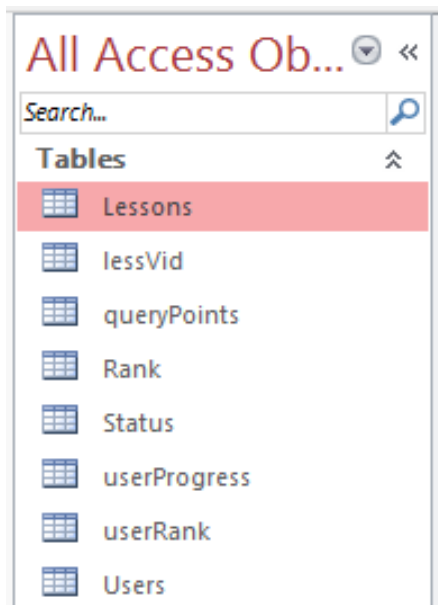 All Access Ob...
Search...
Tables
Lessons
lessVid
queryPoints
Rank
Status
userProgress
userRank
Users